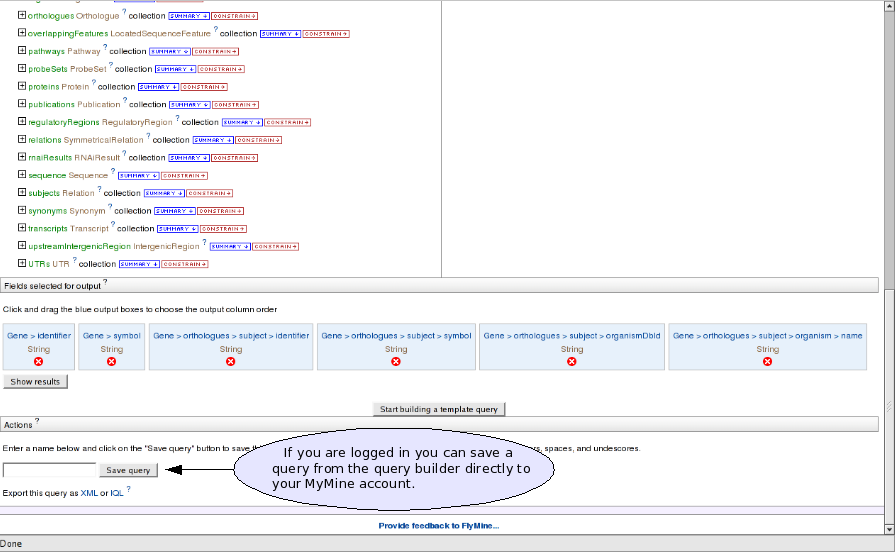 orthologues Orthologue ? collection SUMMARY CONSTRAIN
overlappingFeatures LocatedSequenceFeature ? collection SUMMARY CONSTRAIN
pathways Pathway ? collection SUMMARY CONSTRAIN
probeSets ProbeSet ? collection SUMMARY CONSTRAIN
proteins Protein ? collection SUMMARY CONSTRAIN
publications Publication ? collection SUMMARY CONSTRAIN
regulatoryRegions RegulatoryRegion ? collection SUMMARY CONSTRAIN
relations SymmetricalRelation ? collection SUMMARY CONSTRAIN
rnaiResults RNAiResult ? collection SUMMARY CONSTRAIN
sequence Sequence ? SUMMARY CONSTRAIN
subjects Relation ? collection SUMMARY CONSTRAIN
synonyms Synonym ? collection SUMMARY CONSTRAIN
transcripts Transcript ? collection SUMMARY CONSTRAIN
upstreamIntergenicRegion IntergenicRegion ? SUMMARY CONSTRAIN
UTRs UTR ? collection SUMMARY CONSTRAIN
Fields selected for output ?
Click and drag the blue output boxes to choose the output column order
Gene > identifier Gene > symbol Gene > orthologues > subject > identifier Gene > orthologues > subject > symbol Gene > orthologues > subject > organismDbId Gene > orthologues > subject > organism > name
String String String String String String
Show results
Start building a template query
Actions ?
Enter a name below and click on the "Save query" button to save spaces, and undescores.
If you are logged in you can save a
query from the query builder directly to
your MyMine account.
Save query
Export this query as XML or IQL ?
Provide feedback to FlyMine...
Done